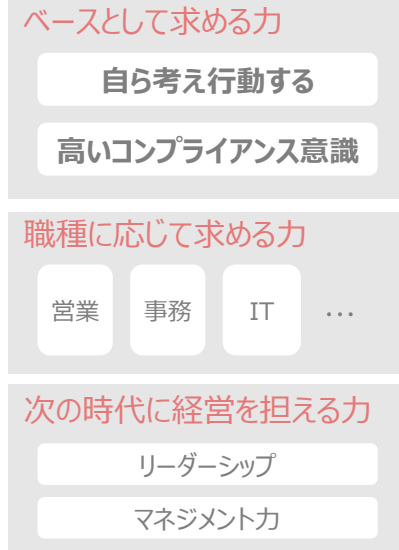 ベースとして求める力
自ら考え行動する
高いコンプライアンス意識
職種に応じて求める力
営業 事務 IT …
次の時代に経営を担える力
リーダーシップ
マネジメント力